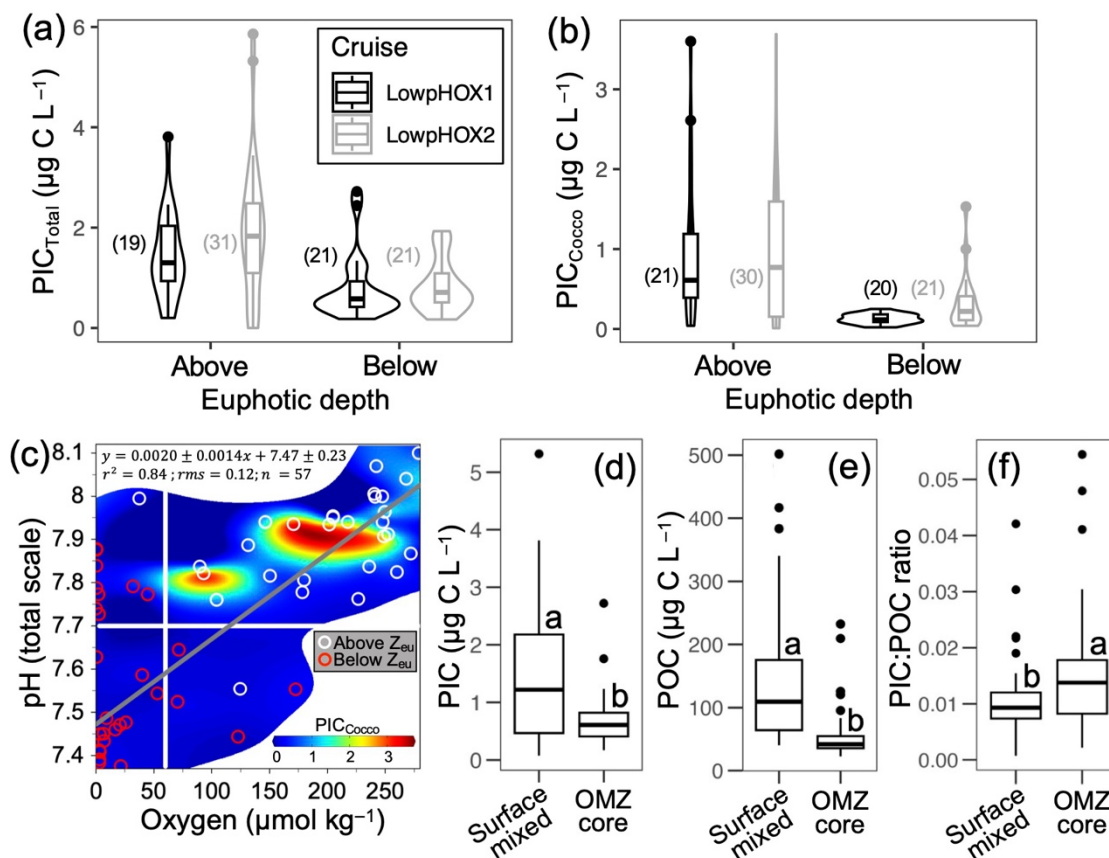 (a)
PIC_Total (µg C L⁻¹)
6
4
2
0
Cruise
LowpHOX1
LowpHOX2
(19)
(31)
(21)
(21)
Above
Below
Euphotic depth
(b)
PIC_Cocco (µg C L⁻¹)
3
2
1
0
(21)
(30)
(20)
(21)
Above
Below
Euphotic depth
(c)
y = 0.0020 ± 0.0014x + 7.47 ± 0.23
r² = 0.84 ; rms = 0.12; n = 57
pH (total scale)
8.1
8
7.9
7.8
7.7
7.6
7.5
7.4
Above Z_eu
Below Z_eu
PIC_Cocco
0 1 2 3
0 50 100 150 200 250
Oxygen (µmol kg⁻¹)
(d)
PIC (µg C L⁻¹)
5
4
3
2
1
0
a
b
Surface mixed
OMZ core
(e)
POC (µg C L⁻¹)
500
400
300
200
100
0
a
b
Surface mixed
OMZ core
(f)
PIC:POC ratio
0.05
0.04
0.03
0.02
0.01
0.00
b
a
Surface mixed
OMZ core